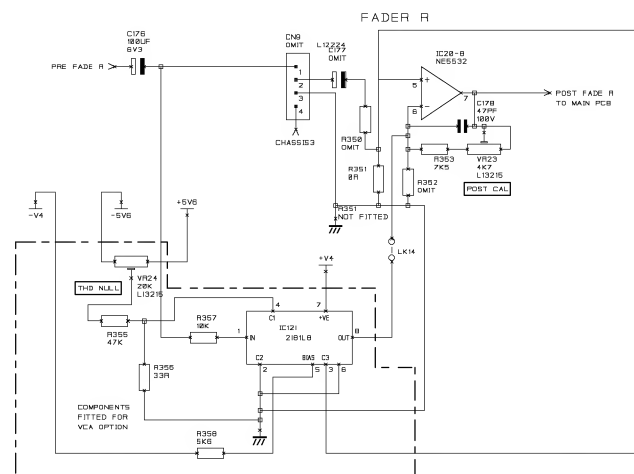 FADER R
C176
100UF
6V3
PRE FADE R
CN9
OMIT
1
2
3
4
CHASSIS3
L12224
C177
OMIT
R350
OMIT
IC20-B
NE5532
5
+
6
−
7
C178
47PF
100V
POST FADE R
TO MAIN PCB
R353
7K5
VR23
4K7
L13215
POST CAL
R351
0R
R352
OMIT
R351
NOT FITTED
LK14
-V4
-5V6
+5V6
VR24
20K
L13215
THD NULL
R355
47K
R356
33R
R357
10K
+V4
4
7
C1
+VE
1
IN
IC121
2181LB
OUT
8
C2
BIAS
C3
2
5
3
6
COMPONENTS
FITTED FOR
VCA OPTION
R358
5K6